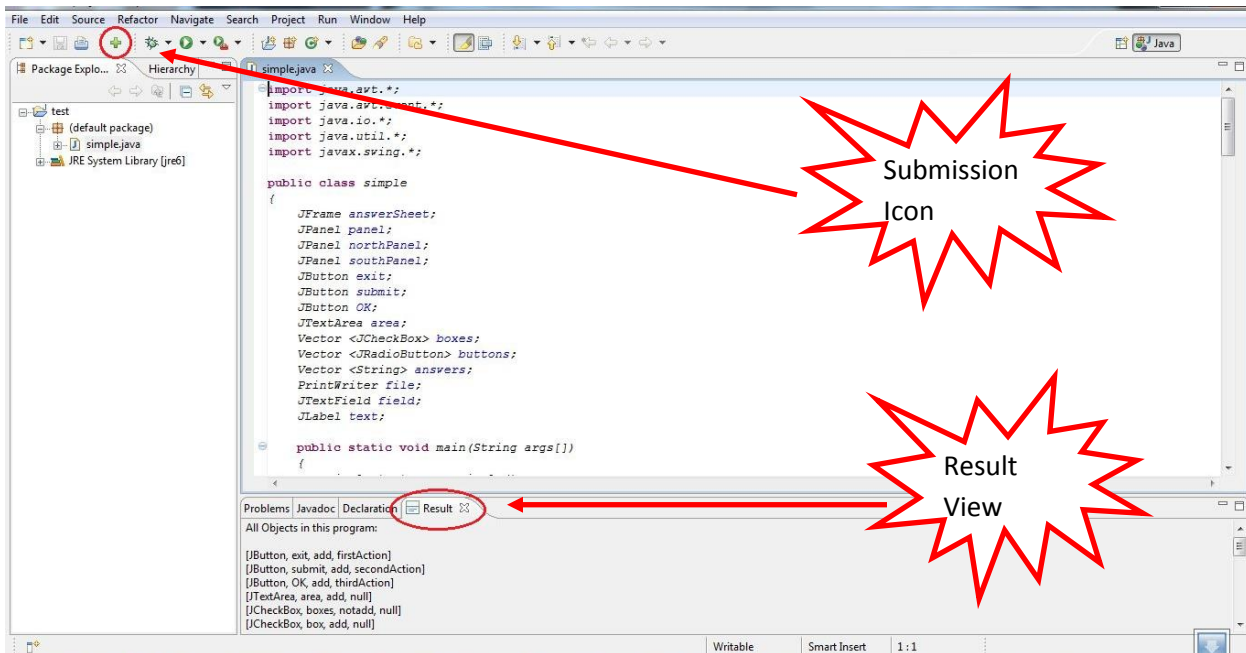 File Edit Source Refactor Navigate Search Project Run Window Help
Java
Package Explo... Hierarchy
simple.java
test
(default package)
simple.java
JRE System Library [jre6]
import java.awt.*;
import java.awt.event.*;
import java.io.*;
import java.util.*;
import javax.swing.*;
public class simple
{
JFrame answerSheet;
JPanel panel;
JPanel northPanel;
JPanel southPanel;
JButton exit;
JButton submit;
JButton OK;
JTextArea area;
Vector <JCheckBox> boxes;
Vector <JRadioButton> buttons;
Vector <String> answers;
PrintWriter file;
JTextField field;
JLabel text;
public static void main(String args[])
{
Submission
Icon
Result
View
Problems Javadoc Declaration Result
All Objects in this program:
[JButton, exit, add, firstAction]
[JButton, submit, add, secondAction]
[JButton, OK, add, thirdAction]
[JTextArea, area, add, null]
[JCheckBox, boxes, notadd, null]
[JCheckBox, box, add, null]
Writable Smart Insert 1 : 1